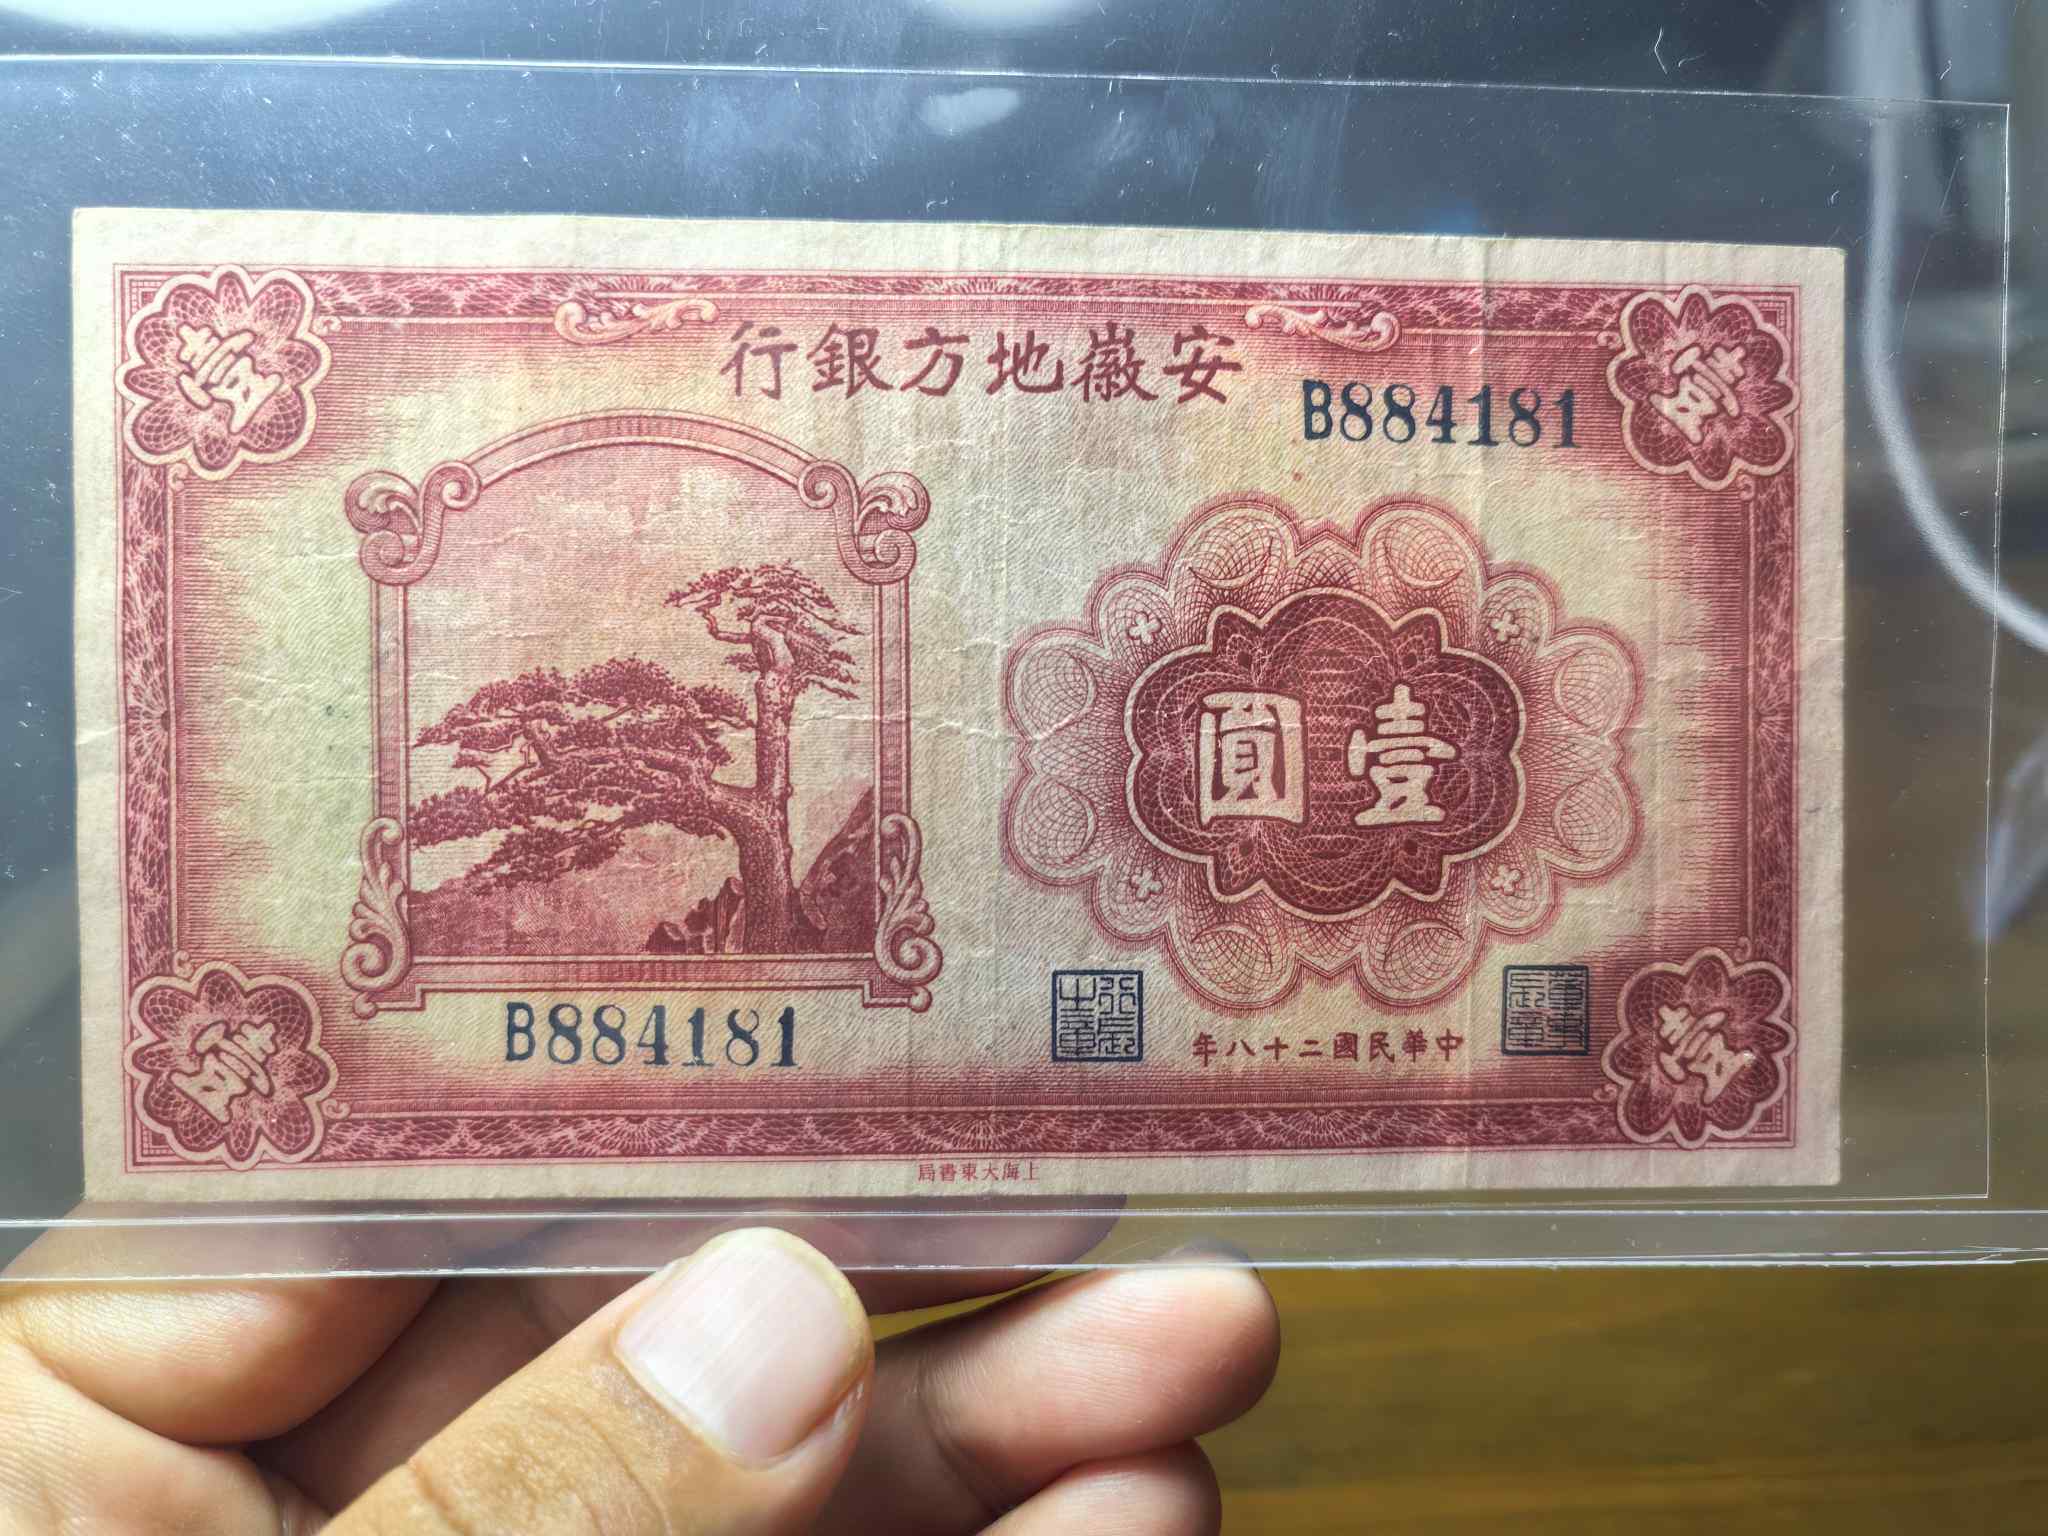 安徽地方銀行
B884181
壹
壹
壹圓
B884181
中華民國二十八年
壹
壹
上海大東書局